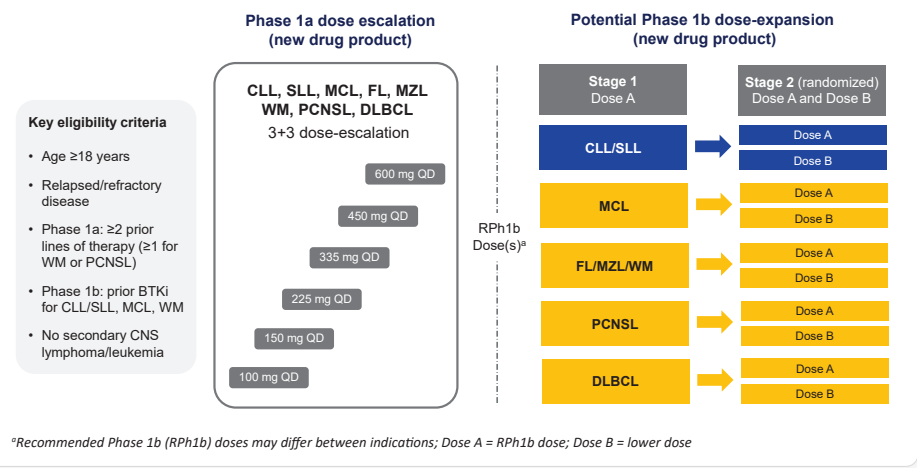 Phase 1a dose escalation
(new drug product)
Potential Phase 1b dose-expansion
(new drug product)
Key eligibility criteria
• Age ≥18 years
• Relapsed/refractory
disease
• Phase 1a: ≥2 prior
lines of therapy (≥1 for
WM or PCNSL)
• Phase 1b: prior BTKi
for CLL/SLL, MCL, WM
• No secondary CNS
lymphoma/leukemia
CLL, SLL, MCL, FL, MZL
WM, PCNSL, DLBCL
3+3 dose-escalation
600 mg QD
450 mg QD
335 mg QD
225 mg QD
150 mg QD
100 mg QD
RPh1b
Dose(s)ᵃ
Stage 1
Dose A
Stage 2 (randomized)
Dose A and Dose B
CLL/SLL
Dose A
Dose B
MCL
Dose A
Dose B
FL/MZL/WM
Dose A
Dose B
PCNSL
Dose A
Dose B
DLBCL
Dose A
Dose B
ᵃRecommended Phase 1b (RPh1b) doses may differ between indications; Dose A = RPh1b dose; Dose B = lower dose